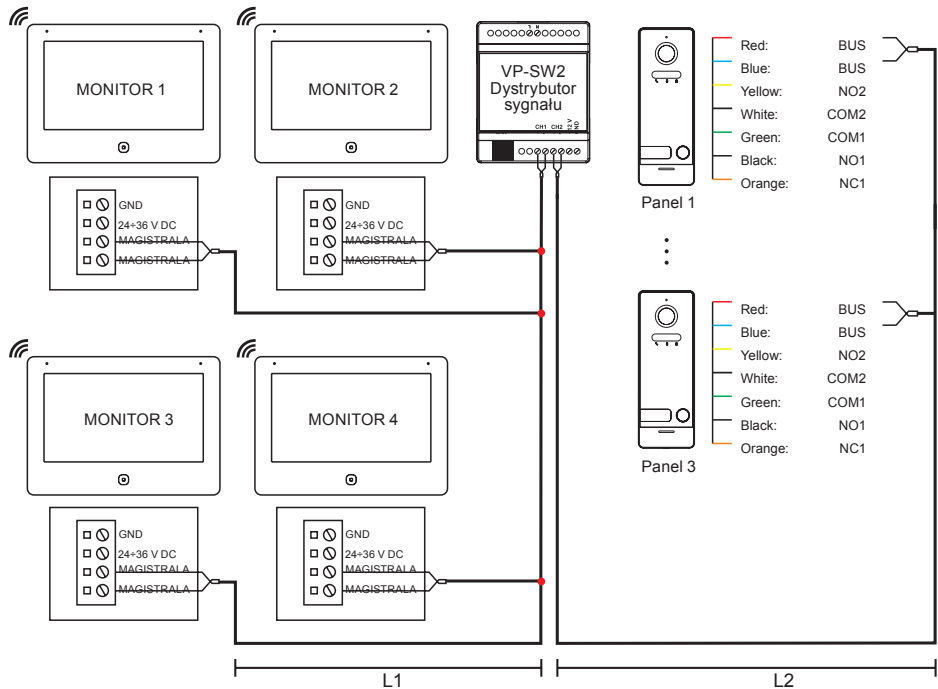 MONITOR 1
MONITOR 2
L N
VP-SW2
Dystrybutor
sygnału
CH1 CH2 12 V GND
GND
24÷36 V DC
MAGISTRALA
MAGISTRALA
GND
24÷36 V DC
MAGISTRALA
MAGISTRALA
Red: BUS
Blue: BUS
Yellow: NO2
White: COM2
Green: COM1
Black: NO1
Orange: NC1
Panel 1
MONITOR 3
MONITOR 4
GND
24÷36 V DC
MAGISTRALA
MAGISTRALA
GND
24÷36 V DC
MAGISTRALA
MAGISTRALA
Red: BUS
Blue: BUS
Yellow: NO2
White: COM2
Green: COM1
Black: NO1
Orange: NC1
Panel 3
L1
L2